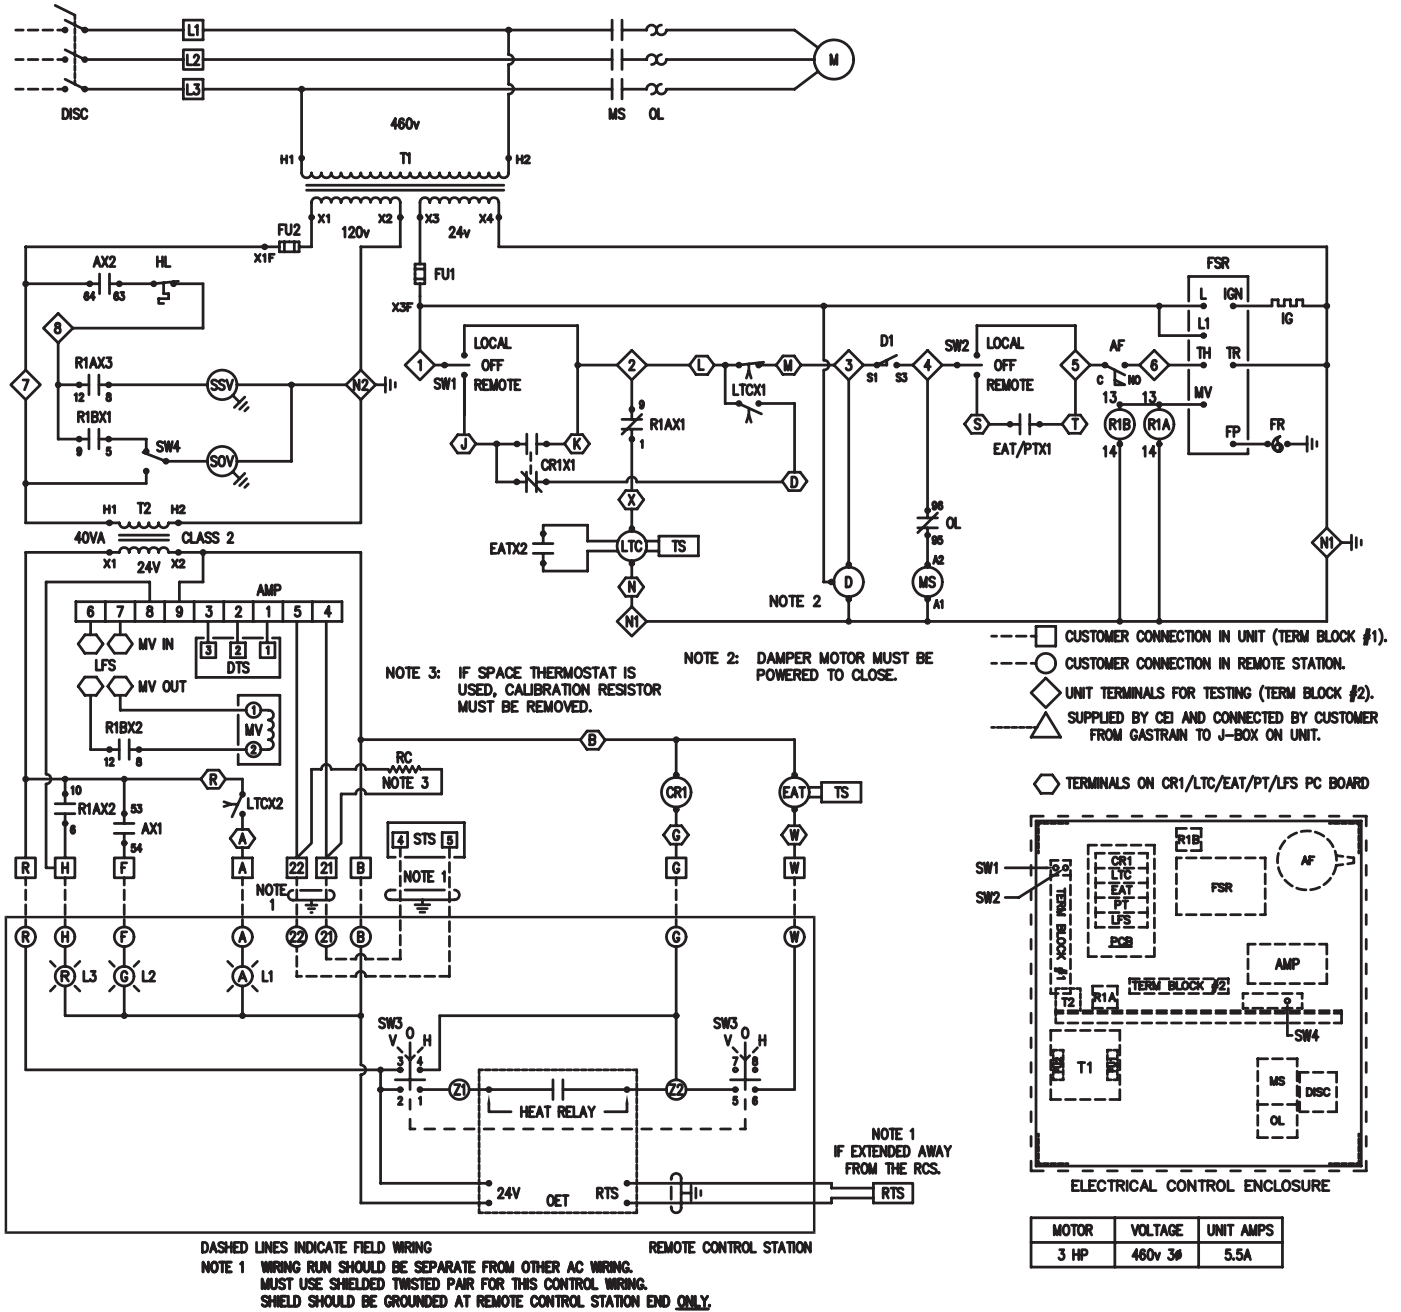 L1
L2
L3
DISC
MS OL
M
460v
H1 T1 H2
X1 X2 X3 X4
120v 24v
FU2
X1F
FU1
X3F
AX2 HL
64 63
8
R1AX3
12 8
SSV
7
N2
R1BX1
9 5
SW4
SOV
H1 T2 H2
40VA CLASS 2
X1 X2
24V
1
SW1
LOCAL
OFF
REMOTE
J
K
CR1X1
2
9
R1AX1
1
X
EATX2
LTC
TS
N
N1
L
M
LTCX1
D
3
D1
S1 S3
4
SW2
LOCAL
OFF
REMOTE
S
T
EAT/PTX1
5
AF
C NO
6
FSR
L IGN
IG
L1
TH TR
MV
FP FR
13 13
R1B R1A
14 14
96
OL
95
A2
D
MS
A1
NOTE 2
N1
AMP
6 7 8 9 3 2 1 5 4
MV IN
3 2 1
DTS
LFS
MV OUT
1
MV
2
R1BX2
12 8
NOTE 3: IF SPACE THERMOSTAT IS
USED, CALIBRATION RESISTOR
MUST BE REMOVED.
NOTE 2: DAMPER MOTOR MUST BE
POWERED TO CLOSE.
CUSTOMER CONNECTION IN UNIT (TERM BLOCK #1).
CUSTOMER CONNECTION IN REMOTE STATION.
UNIT TERMINALS FOR TESTING (TERM BLOCK #2).
SUPPLIED BY CEI AND CONNECTED BY CUSTOMER
FROM GASTRAIN TO J-BOX ON UNIT.
TERMINALS ON CR1/LTC/EAT/PT/LFS PC BOARD
B
RC
NOTE 3
R
10
R1AX2
6
53
AX1
54
LTCX2
A
CR1
G
EAT
TS
W
4 STS 5
R H F A 22 21 B G W
NOTE 1
NOTE
1
R H F A 22 21 B G W
R L3
G L2
A L1
SW3
V O H
3 4
2 1
Z1
HEAT RELAY
Z2
SW3
V O H
7 8
5 6
24V
OET
RTS
NOTE 1
IF EXTENDED AWAY
FROM THE RCS.
RTS
DASHED LINES INDICATE FIELD WIRING
REMOTE CONTROL STATION
NOTE 1 WIRING RUN SHOULD BE SEPARATE FROM OTHER AC WIRING.
MUST USE SHIELDED TWISTED PAIR FOR THIS CONTROL WIRING.
SHIELD SHOULD BE GROUNDED AT REMOTE CONTROL STATION END ONLY.
SW1
SW2
TERM BLOCK #1
CR1
LTC
EAT
PT
LFS
PCB
R1B
FSR
AF
AMP
TERM BLOCK #2
T2
R1A
SW4
T1
MS
OL
DISC
ELECTRICAL CONTROL ENCLOSURE
MOTOR VOLTAGE UNIT AMPS
3 HP 460v 3ø 5.5A